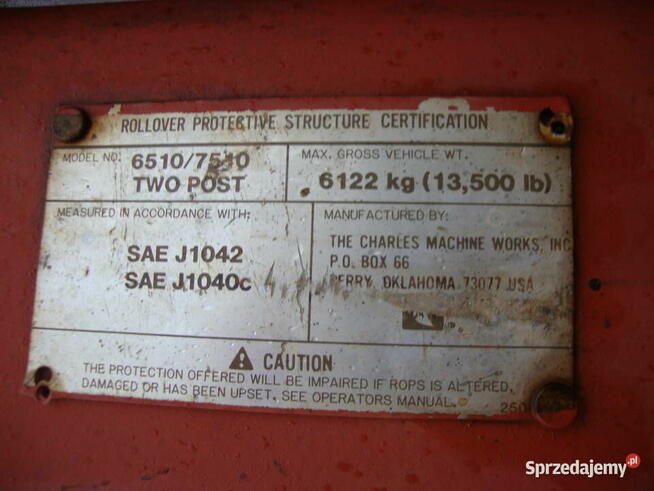 ROLLOVER PROTECTIVE STRUCTURE CERTIFICATION
MODEL NO. 6510/7510
TWO POST
MAX. GROSS VEHICLE WT.
6122 kg (13,500 lb)
MEASURED IN ACCORDANCE WITH:
SAE J1042
SAE J1040c
MANUFACTURED BY:
THE CHARLES MACHINE WORKS, INC
P.O. BOX 66
PERRY, OKLAHOMA 73077 USA
CAUTION
THE PROTECTION OFFERED WILL BE IMPAIRED IF ROPS IS ALTERED,
DAMAGED OR HAS BEEN UPSET, SEE OPERATORS MANUAL.
Sprzedajemy.pl